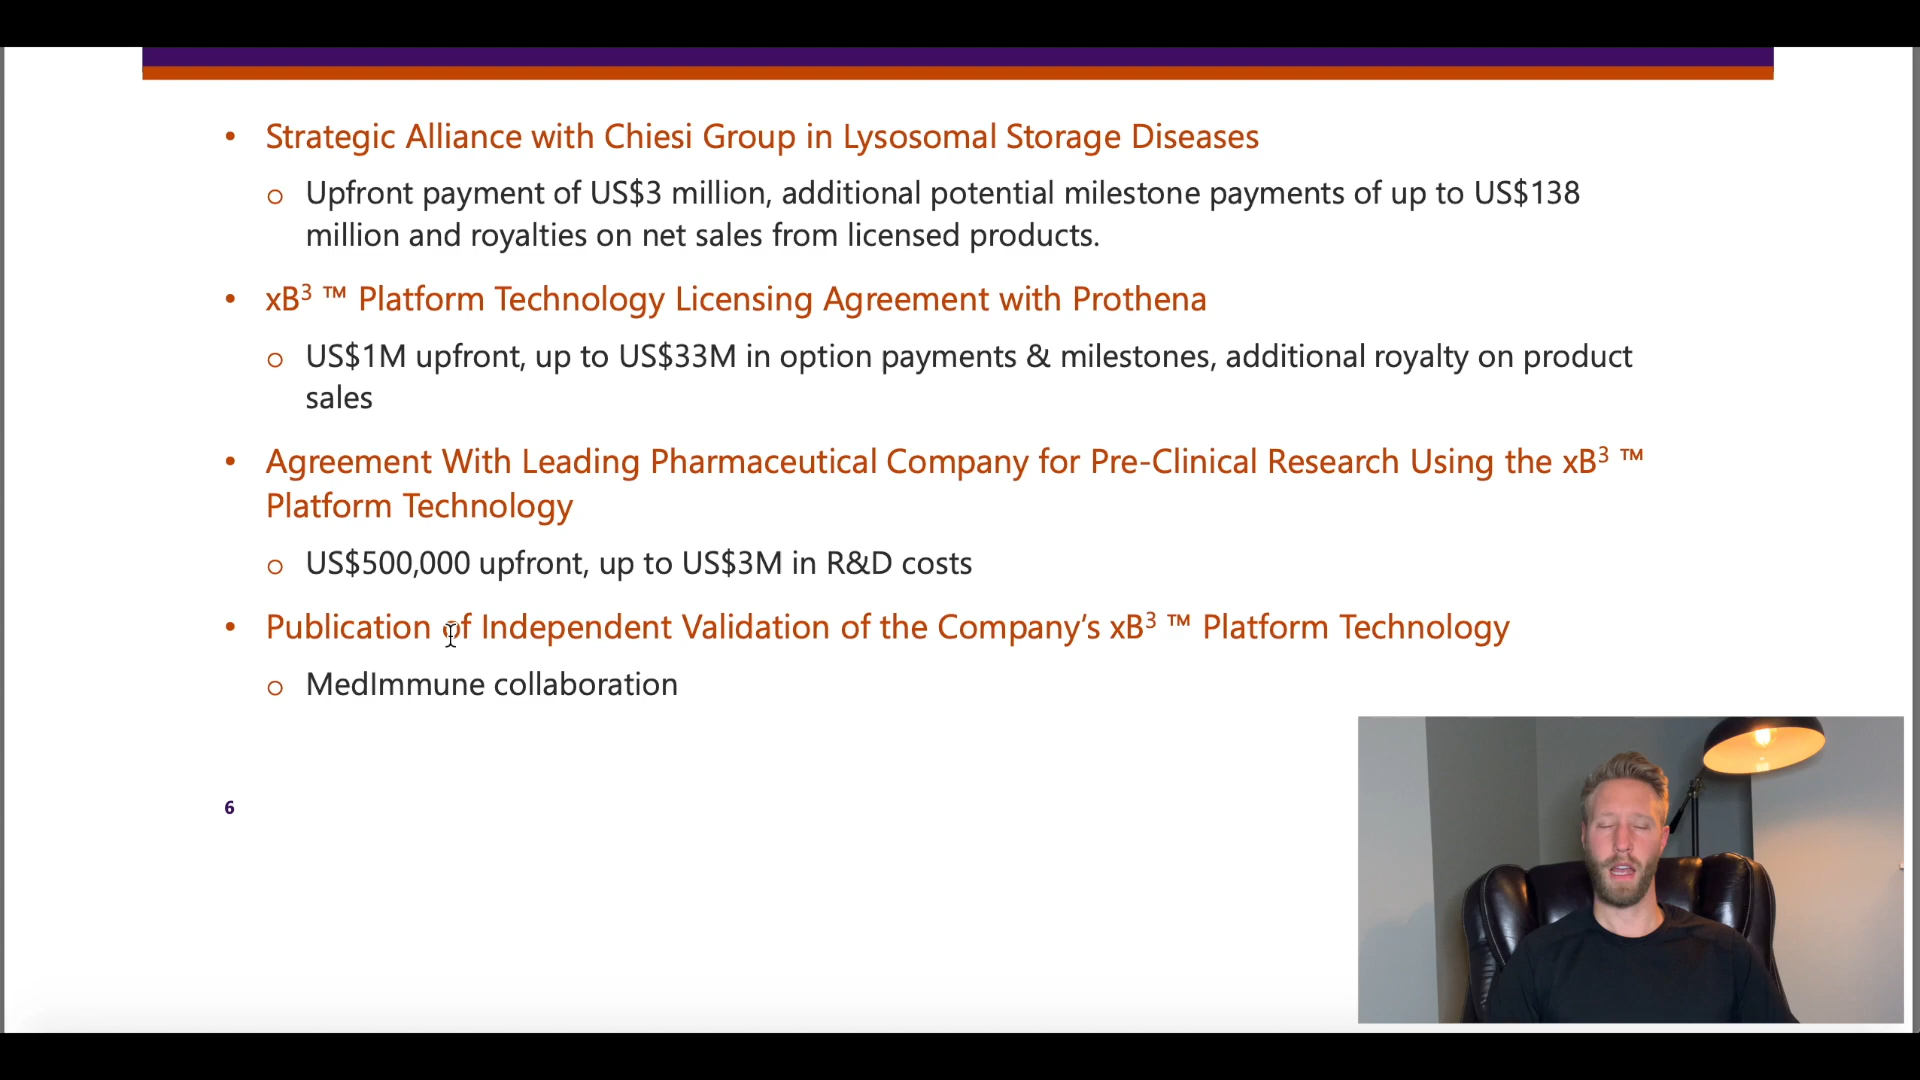 • Strategic Alliance with Chiesi Group in Lysosomal Storage Diseases
o Upfront payment of US$3 million, additional potential milestone payments of up to US$138
million and royalties on net sales from licensed products.
• xB³ ™ Platform Technology Licensing Agreement with Prothena
o US$1M upfront, up to US$33M in option payments & milestones, additional royalty on product
sales
• Agreement With Leading Pharmaceutical Company for Pre-Clinical Research Using the xB³ ™
Platform Technology
o US$500,000 upfront, up to US$3M in R&D costs
• Publication of Independent Validation of the Company’s xB³ ™ Platform Technology
o MedImmune collaboration
6